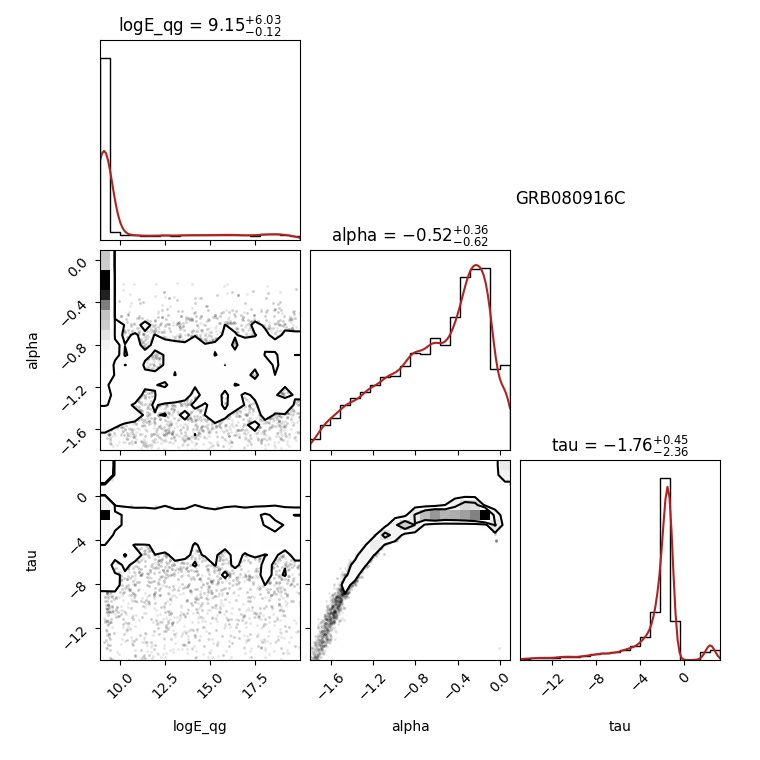 logE_qg = 9.15+6.03−0.12
GRB080916C
alpha = −0.52+0.36−0.62
0.0
−0.4
−0.8
−1.2
−1.6
alpha
tau = −1.76+0.45−2.36
0
−4
−8
−12
tau
10.0 12.5 15.0 17.5 −1.6 −1.2 −0.8 −0.4 0.0 −12 −8 −4 0
logE_qg alpha tau